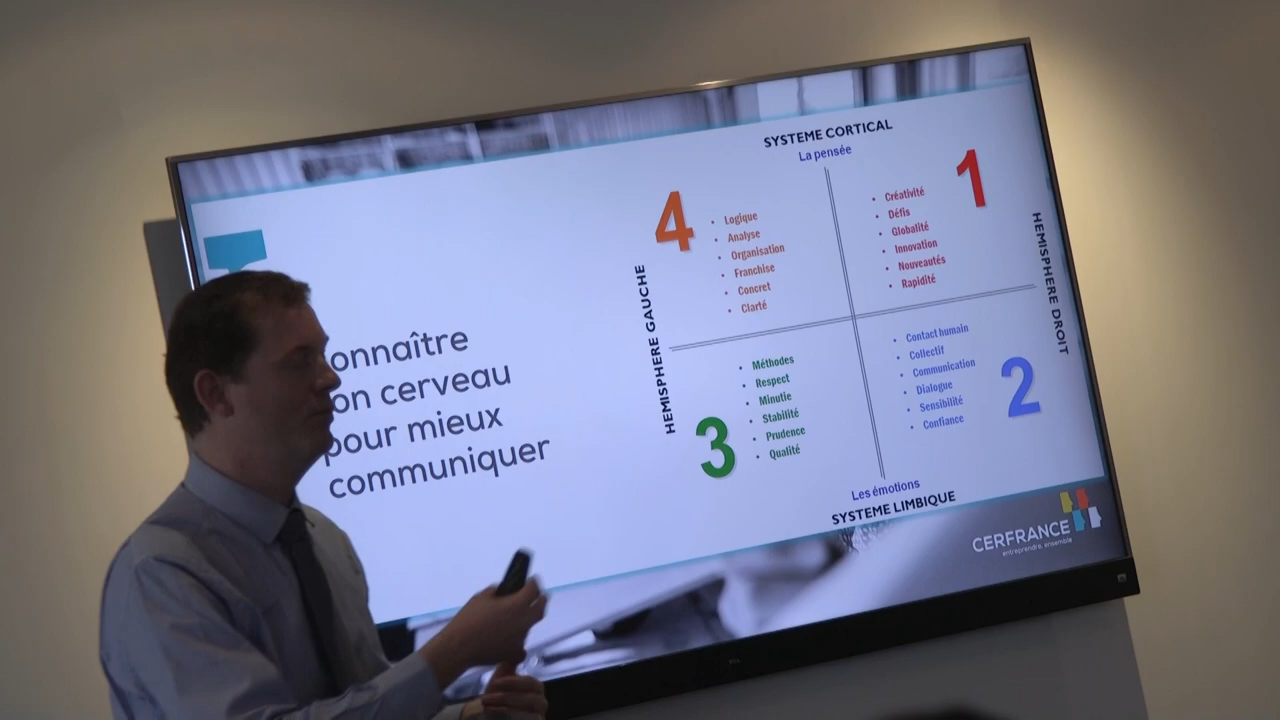 onnaître
on cerveau
pour mieux
communiquer
SYSTEME CORTICAL
La pensée
4
• Logique
• Analyse
• Organisation
• Franchise
• Concret
• Clarté
1
• Créativité
• Défis
• Globalité
• Innovation
• Nouveautés
• Rapidité
HEMISPHERE GAUCHE
HEMISPHERE DROIT
3
• Méthodes
• Respect
• Minutie
• Stabilité
• Prudence
• Qualité
2
• Contact humain
• Collectif
• Communication
• Dialogue
• Sensibilité
• Confiance
Les émotions
SYSTEME LIMBIQUE
CERFRANCE
entreprendre, ensemble